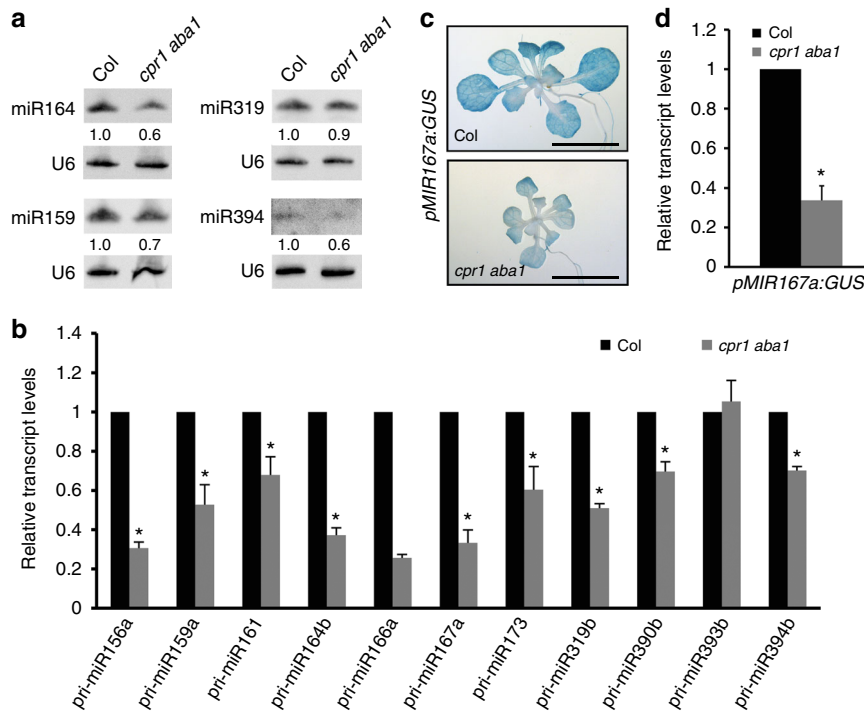 a
Col
cpr1 aba1
Col
cpr1 aba1
miR164
miR319
1.0
0.6
1.0
0.9
U6
U6
miR159
miR394
1.0
0.7
1.0
0.6
U6
U6
c
pMIR167a:GUS
Col
cpr1 aba1
d
Col
cpr1 aba1
Relative transcript levels
1.2
1
0.8
0.6
0.4
0.2
0
*
pMIR167a:GUS
b
Col
cpr1 aba1
Relative transcript levels
1.4
1.2
1
0.8
0.6
0.4
0.2
0
*
*
*
*
*
*
*
*
*
pri-miR156a
pri-miR159a
pri-miR161
pri-miR164b
pri-miR166a
pri-miR167a
pri-miR173
pri-miR319b
pri-miR390b
pri-miR393b
pri-miR394b